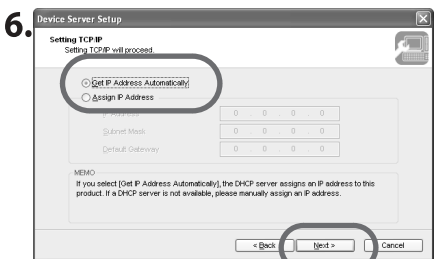 6.
Device Server Setup
Setting TCP/IP
Setting TCP/IP will proceed.
Get IP Address Automatically
Assign IP Address
IP Address 0 . 0 . 0 . 0
Subnet Mask 0 . 0 . 0 . 0
Default Gateway 0 . 0 . 0 . 0
MEMO
If you select [Get IP Address Automatically], the DHCP server assigns an IP address to this
product. If a DHCP server is not available, please manually assign an IP address.
< Back Next > Cancel